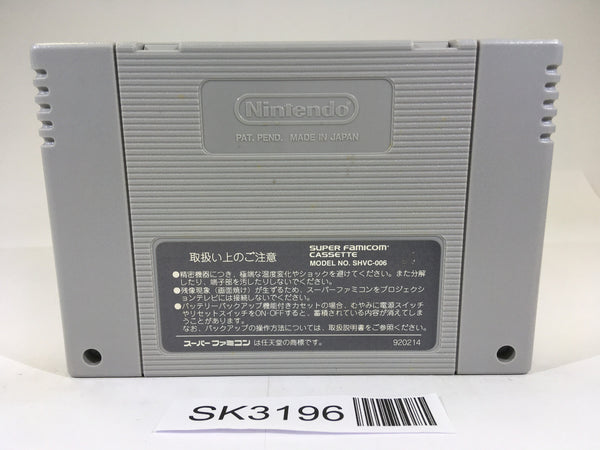 Nintendo
PAT. PEND. MADE IN JAPAN
取扱い上のご注意
SUPER FAMICOM
CASSETTE
MODEL NO. SHVC-006
●精密機器につき、極端な温度変化やショックを避けてください。また分解
したり、端子部を汚したりしないでください。
●残像現象（画面焼け）が生ずるため、スーパーファミコンをプロジェクシ
ョンテレビには接続しないでください。
●バッテリーバックアップ機能付きカセットの場合、むやみに電源スイッチ
やリセットスイッチをON・OFFすると、蓄積されている内容が消えてしま
うことがあります。
なお、バックアップの操作方法については、取扱説明書をご参照ください。
スーパーファミコン は任天堂の商標です。 920214
SK3196